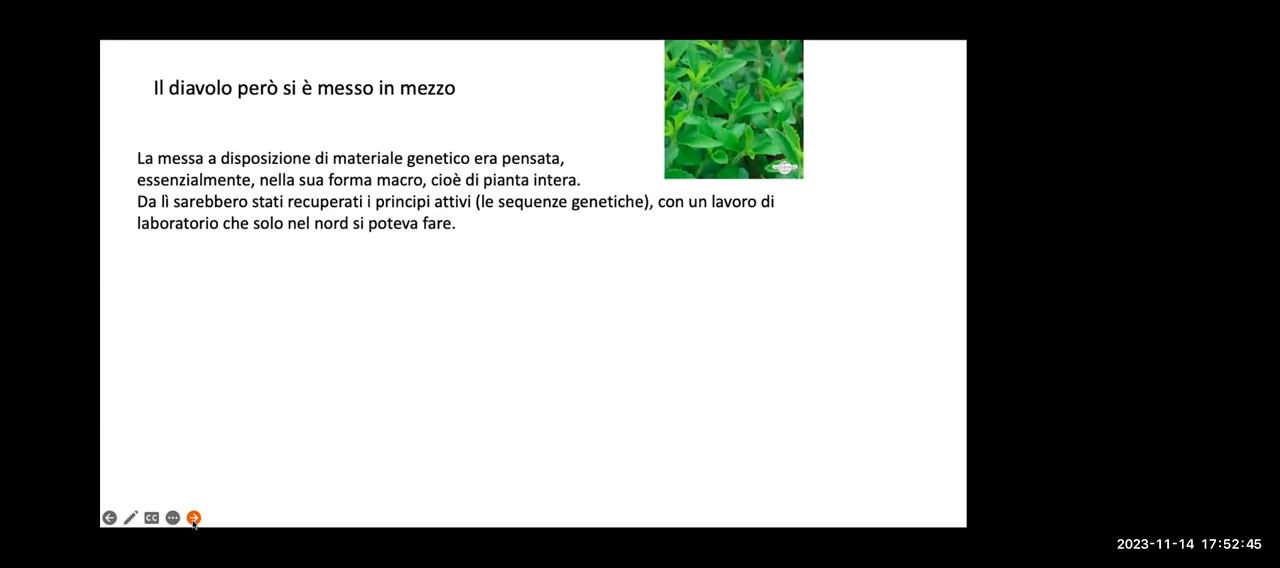 Il diavolo però si è messo in mezzo
La messa a disposizione di materiale genetico era pensata,
essenzialmente, nella sua forma macro, cioè di pianta intera.
Da lì sarebbero stati recuperati i principi attivi (le sequenze genetiche), con un lavoro di
laboratorio che solo nel nord si poteva fare.
CC
2023-11-14 17:52:45